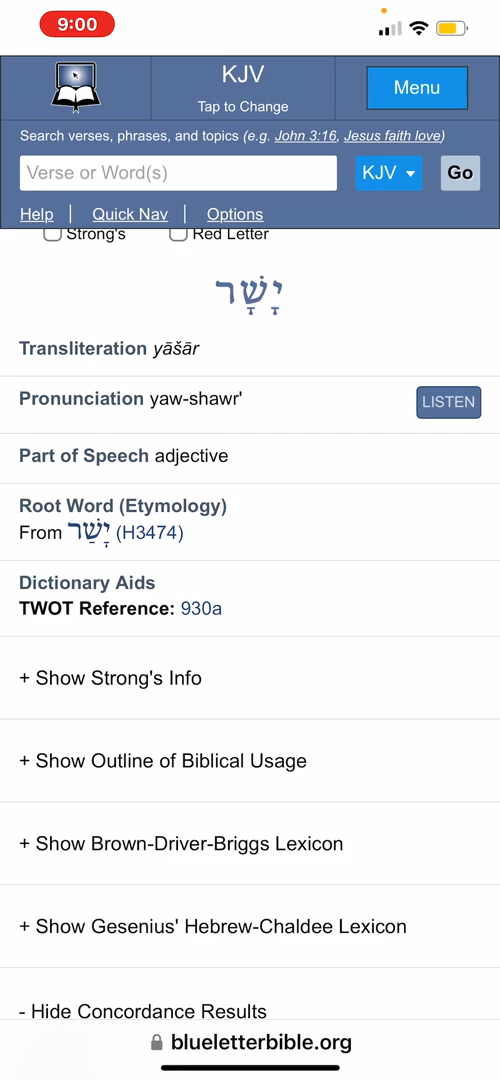 9:00
KJV
Tap to Change
Menu
Search verses, phrases, and topics (e.g. John 3:16, Jesus faith love)
Verse or Word(s)
KJV
Go
Help | Quick Nav | Options
Strong's Red Letter
יָשָׁר
Transliteration yāšār
Pronunciation yaw-shawr'
LISTEN
Part of Speech adjective
Root Word (Etymology)
From יָשַׁר (H3474)
Dictionary Aids
TWOT Reference: 930a
+ Show Strong's Info
+ Show Outline of Biblical Usage
+ Show Brown-Driver-Briggs Lexicon
+ Show Gesenius' Hebrew-Chaldee Lexicon
- Hide Concordance Results
blueletterbible.org